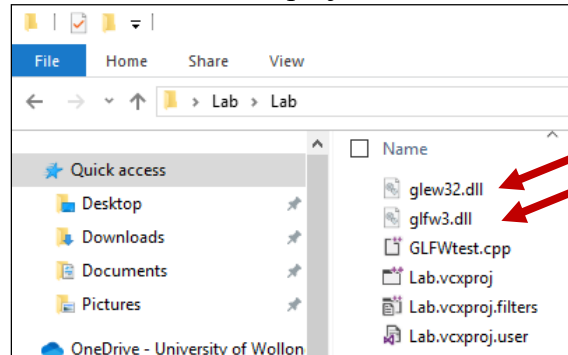 File Home Share View
Lab > Lab
Quick access
Desktop
Downloads
Documents
Pictures
OneDrive - University of Wollon
Name
glew32.dll
glfw3.dll
GLFWtest.cpp
Lab.vcxproj
Lab.vcxproj.filters
Lab.vcxproj.user